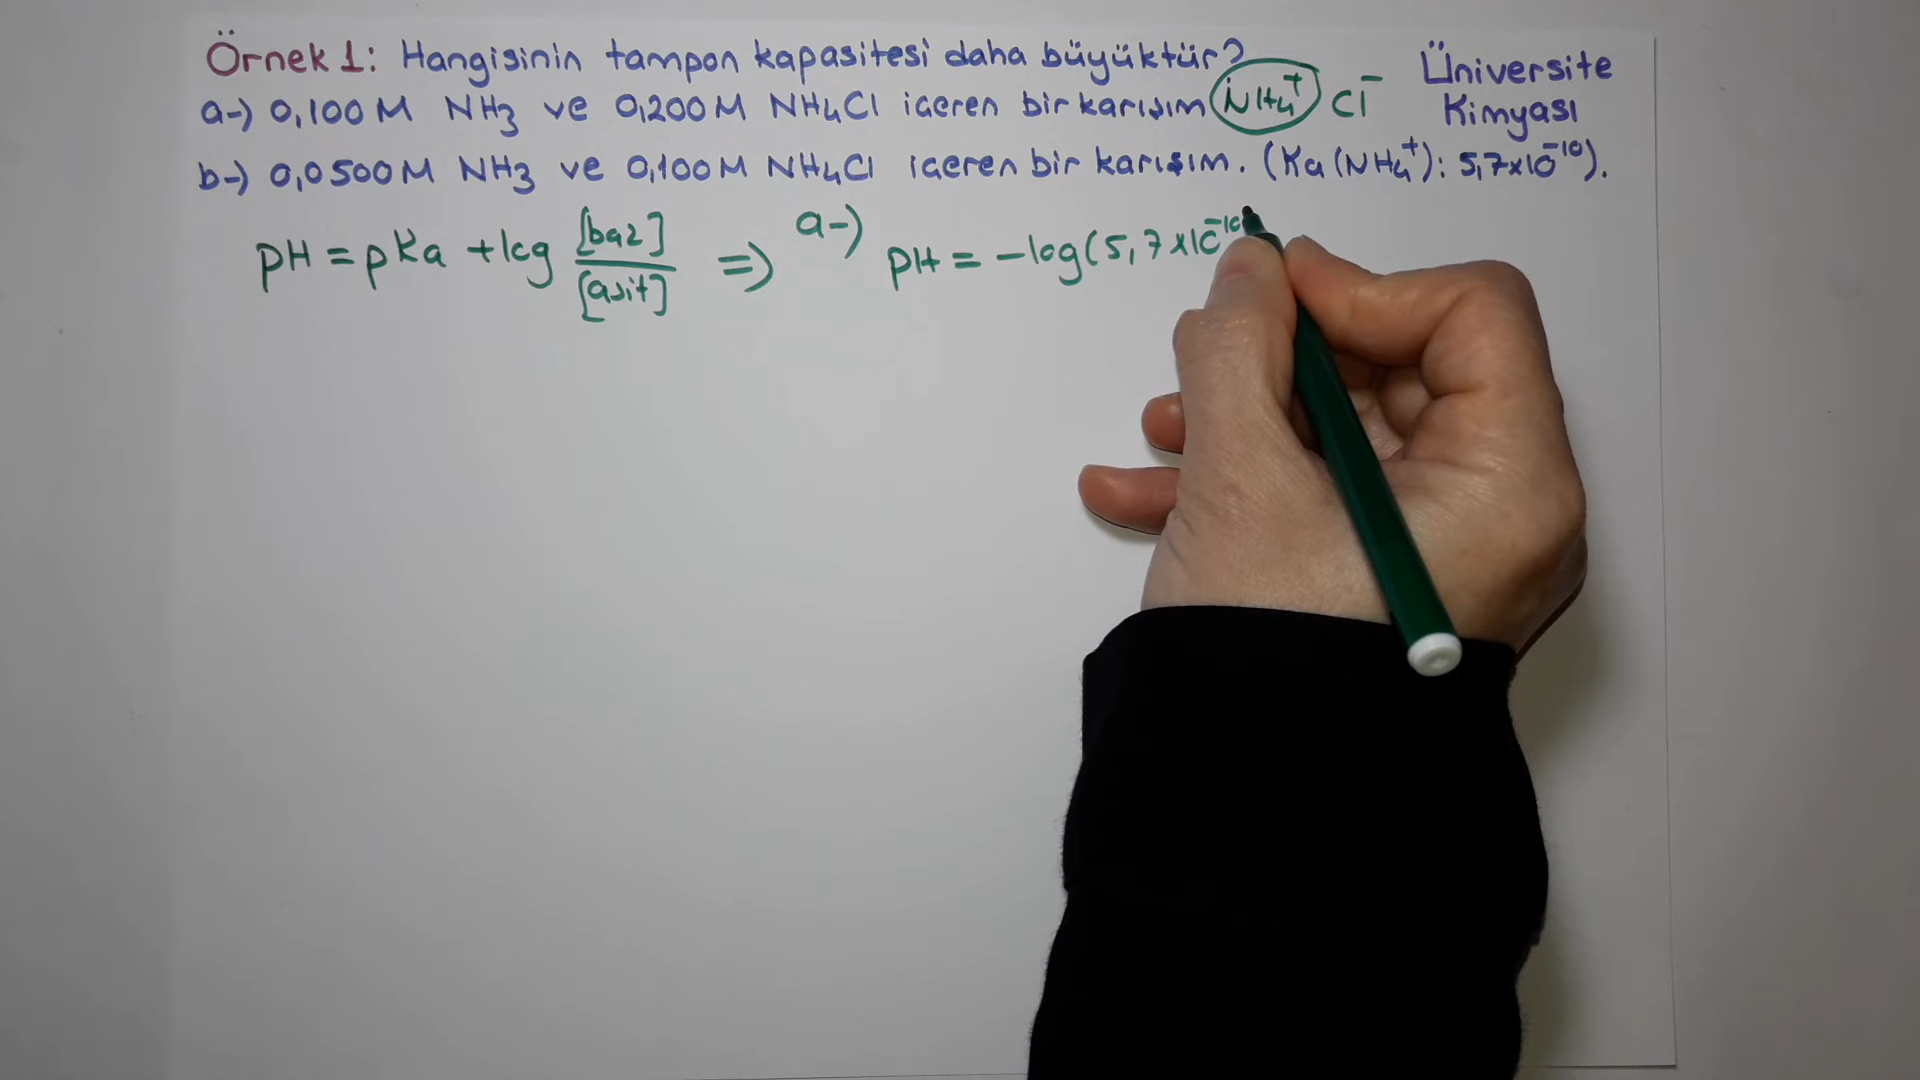 Örnek 1: Hangisinin tampon kapasitesi daha büyüktür?
a-) 0,100 M NH3 ve 0,200 M NH4Cl içeren bir karışım NH4+ Cl-
b-) 0,0500 M NH3 ve 0,100 M NH4Cl içeren bir karışım. (Ka (NH4+): 5,7x10^-10).
Üniversite
Kimyası
pH = pKa + log [baz] / [asit] ⇒ a-) pH = -log(5,7x10^-10